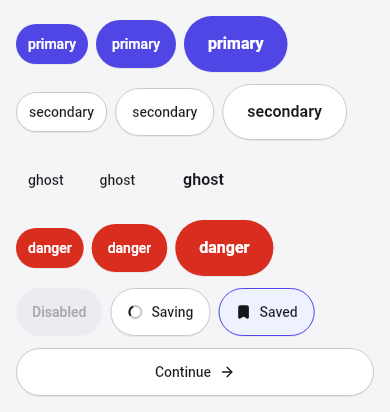 primary primary primary
secondary secondary secondary
ghost ghost ghost
danger danger danger
Disabled Saving Saved
Continue